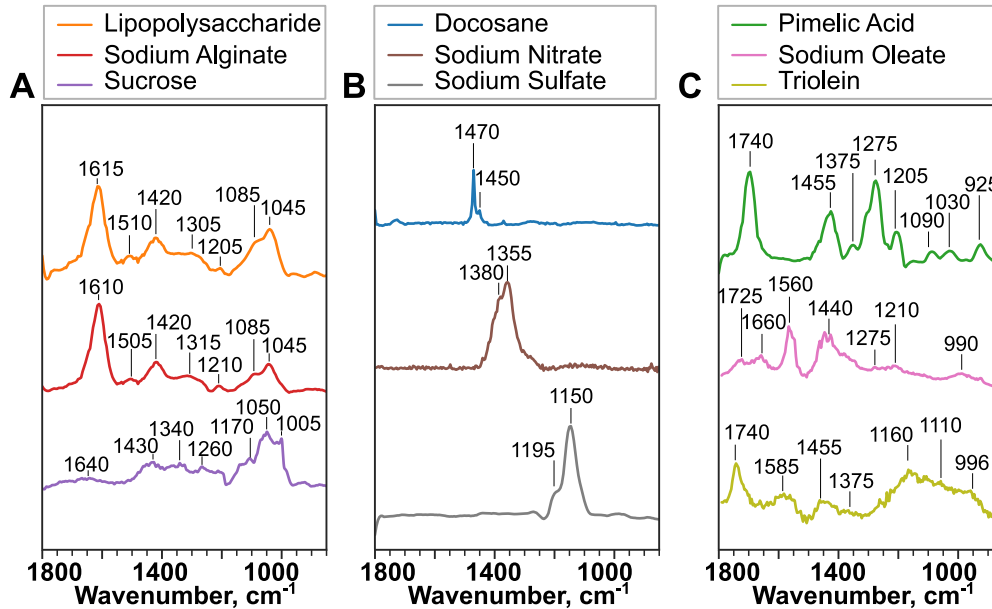 A
Lipopolysaccharide
Sodium Alginate
Sucrose
1615
1510
1420
1305
1205
1085
1045
1610
1505
1420
1315
1210
1085
1045
1640
1430
1340
1260
1170
1050
1005
1800 1400 1000
Wavenumber, cm-1
B
Docosane
Sodium Nitrate
Sodium Sulfate
1470
1450
1380
1355
1195
1150
1800 1400 1000
Wavenumber, cm-1
C
Pimelic Acid
Sodium Oleate
Triolein
1740
1455
1375
1275
1205
1090
1030
925
1725
1660
1560
1440
1275
1210
990
1740
1585
1455
1375
1160
1110
996
1800 1400 1000
Wavenumber, cm-1